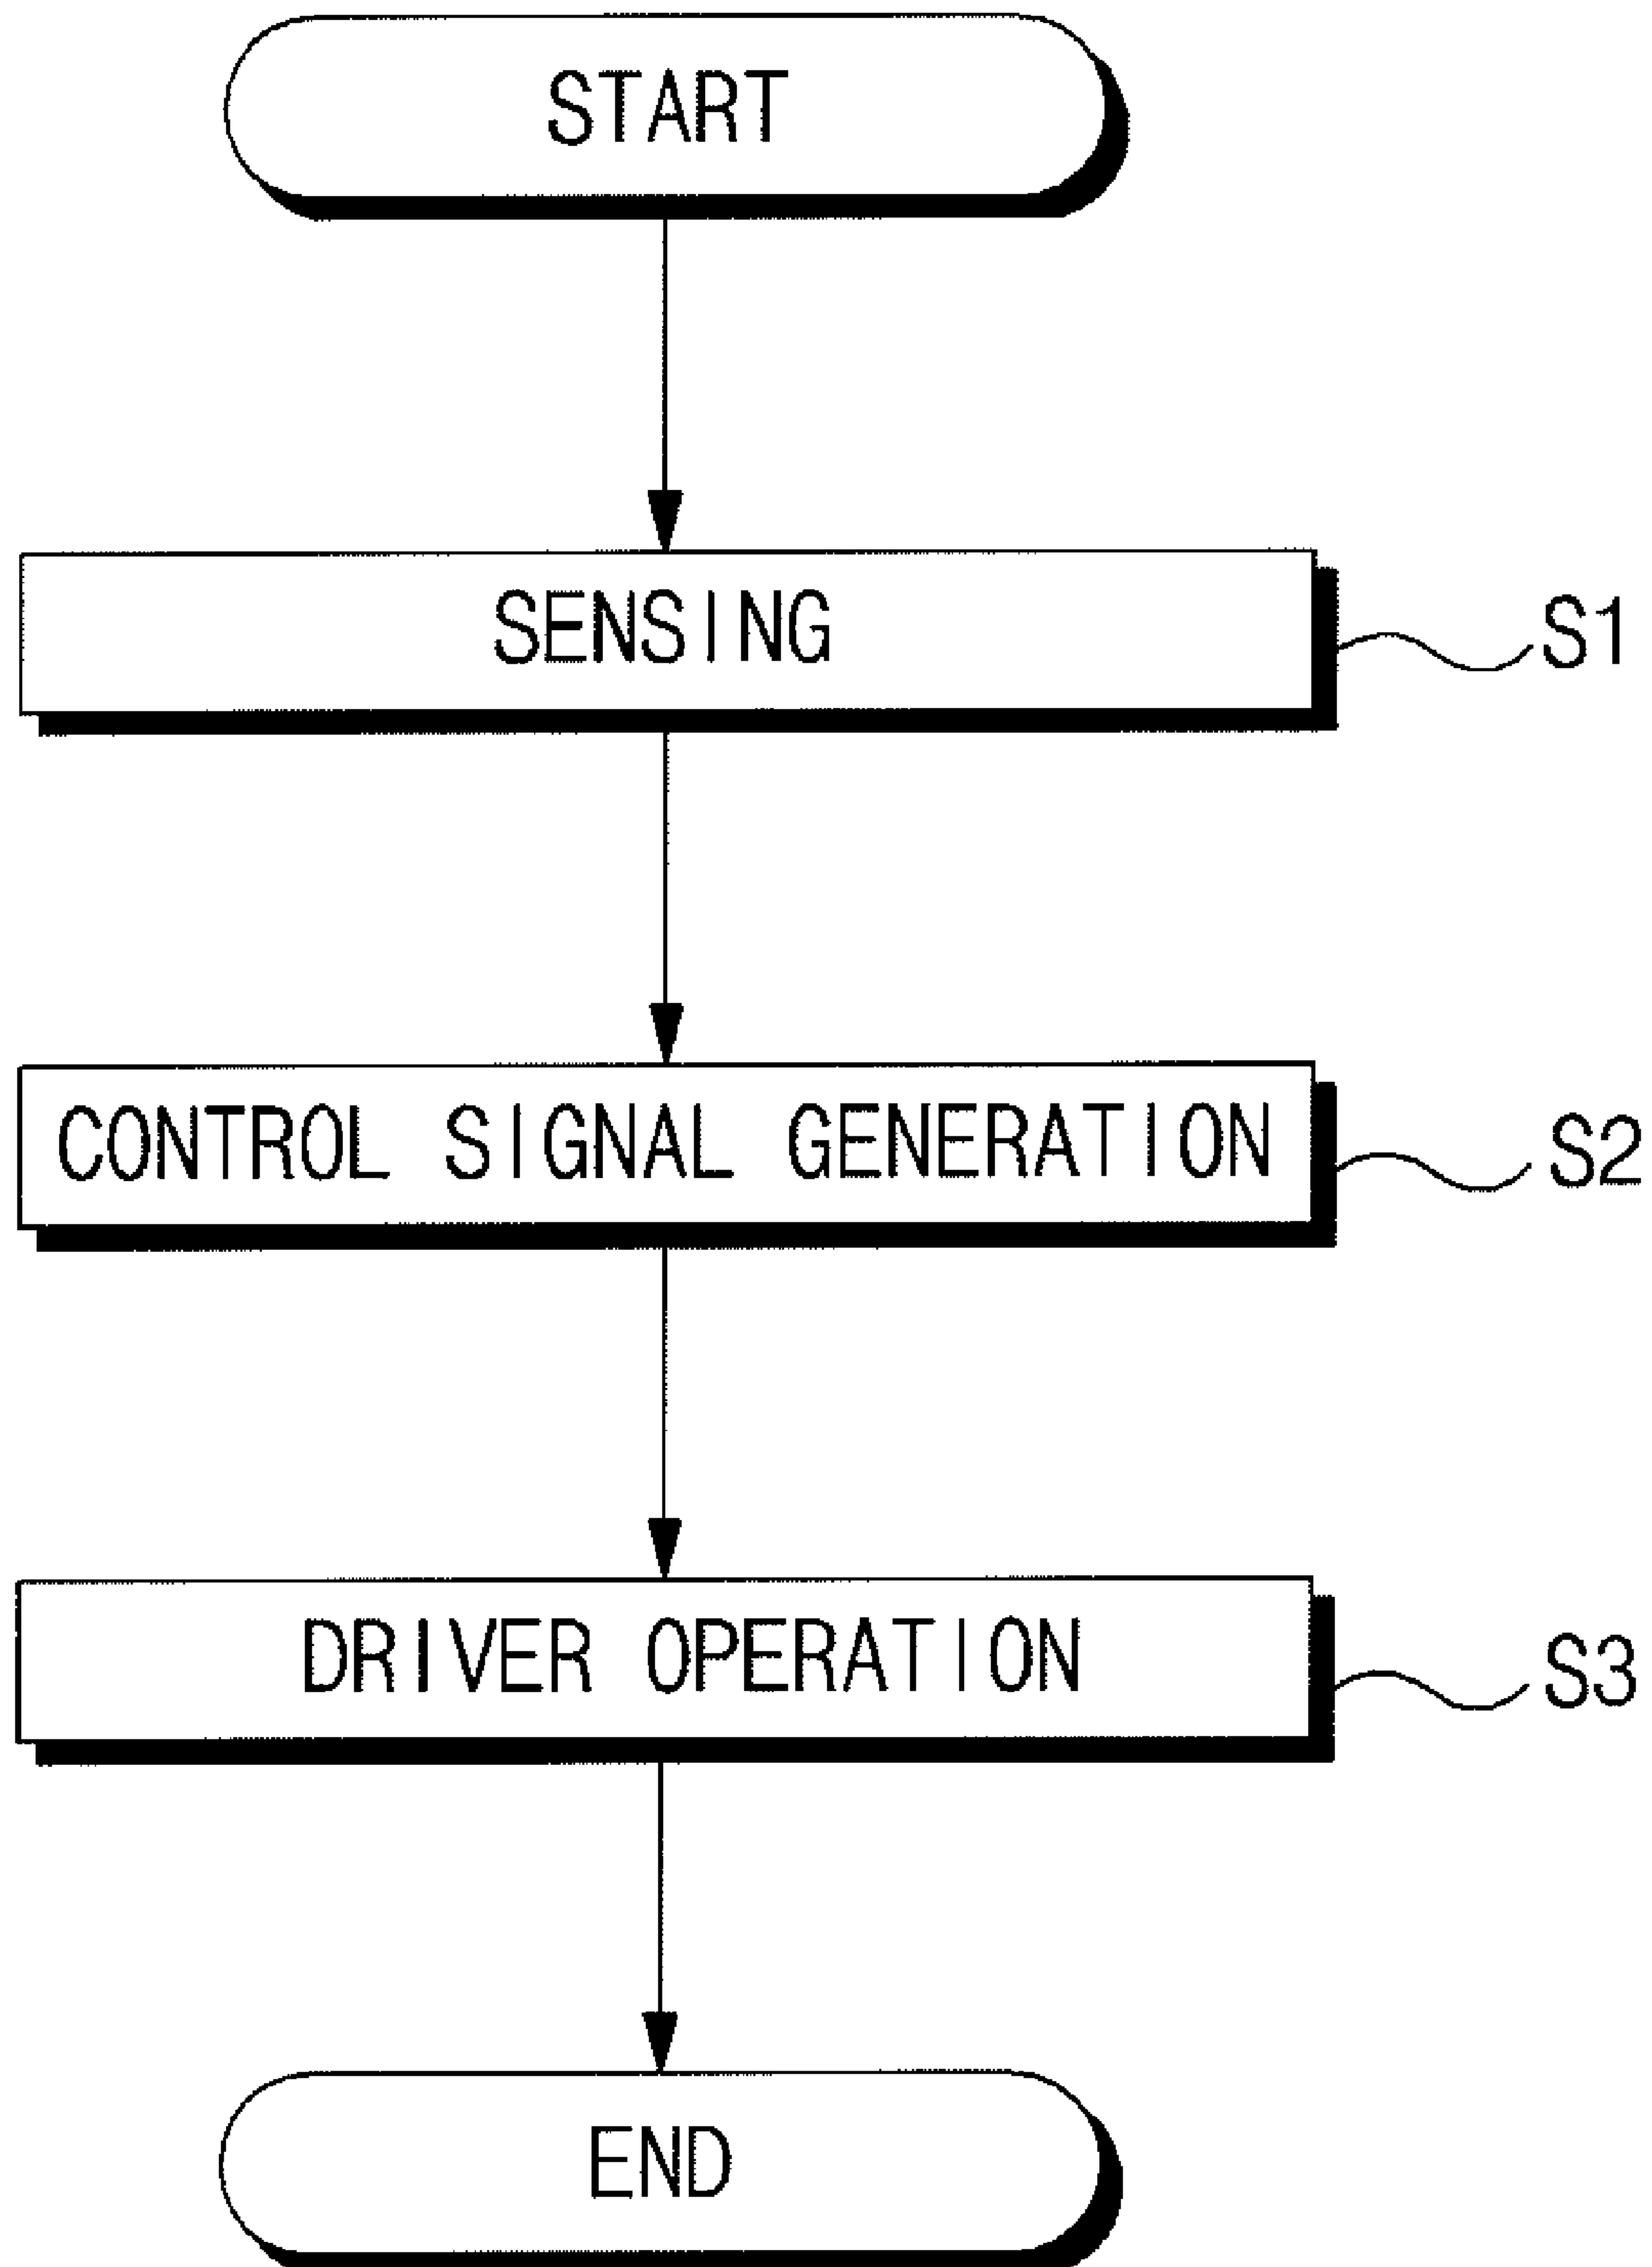 START
SENSING
S1
CONTROL SIGNAL GENERATION
S2
DRIVER OPERATION
S3
END